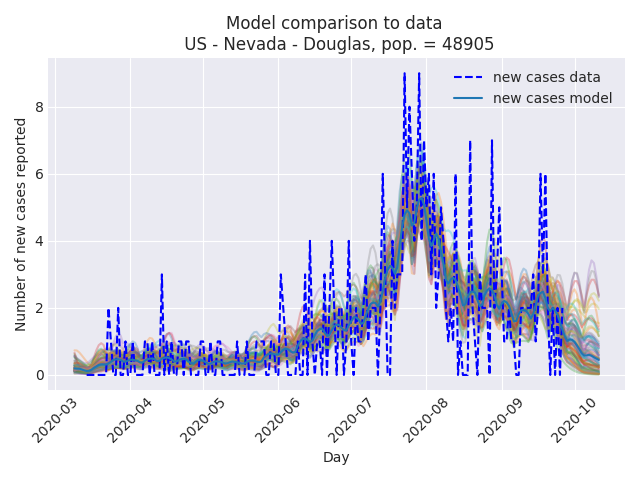 Model comparison to data
US - Nevada - Douglas, pop. = 48905
new cases data
new cases model
Number of new cases reported
8
6
4
2
0
2020-03
2020-04
2020-05
2020-06
2020-07
2020-08
2020-09
2020-10
Day